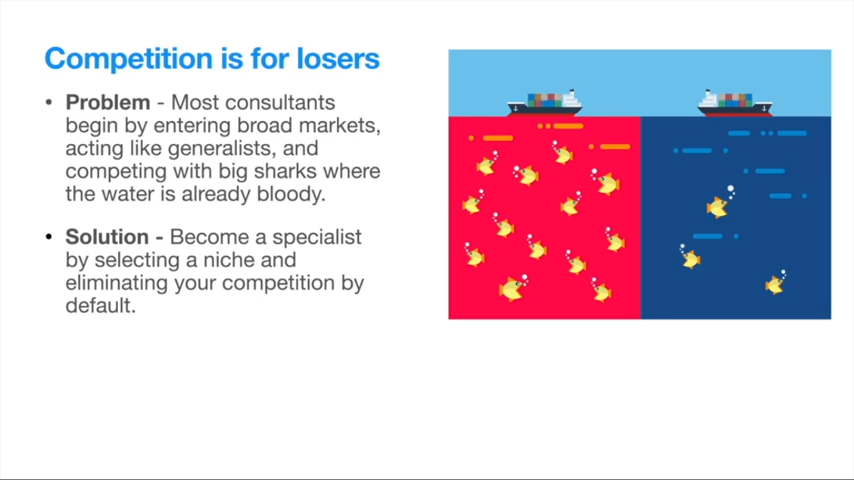 Competition is for losers
• Problem - Most consultants
begin by entering broad markets,
acting like generalists, and
competing with big sharks where
the water is already bloody.
• Solution - Become a specialist
by selecting a niche and
eliminating your competition by
default.